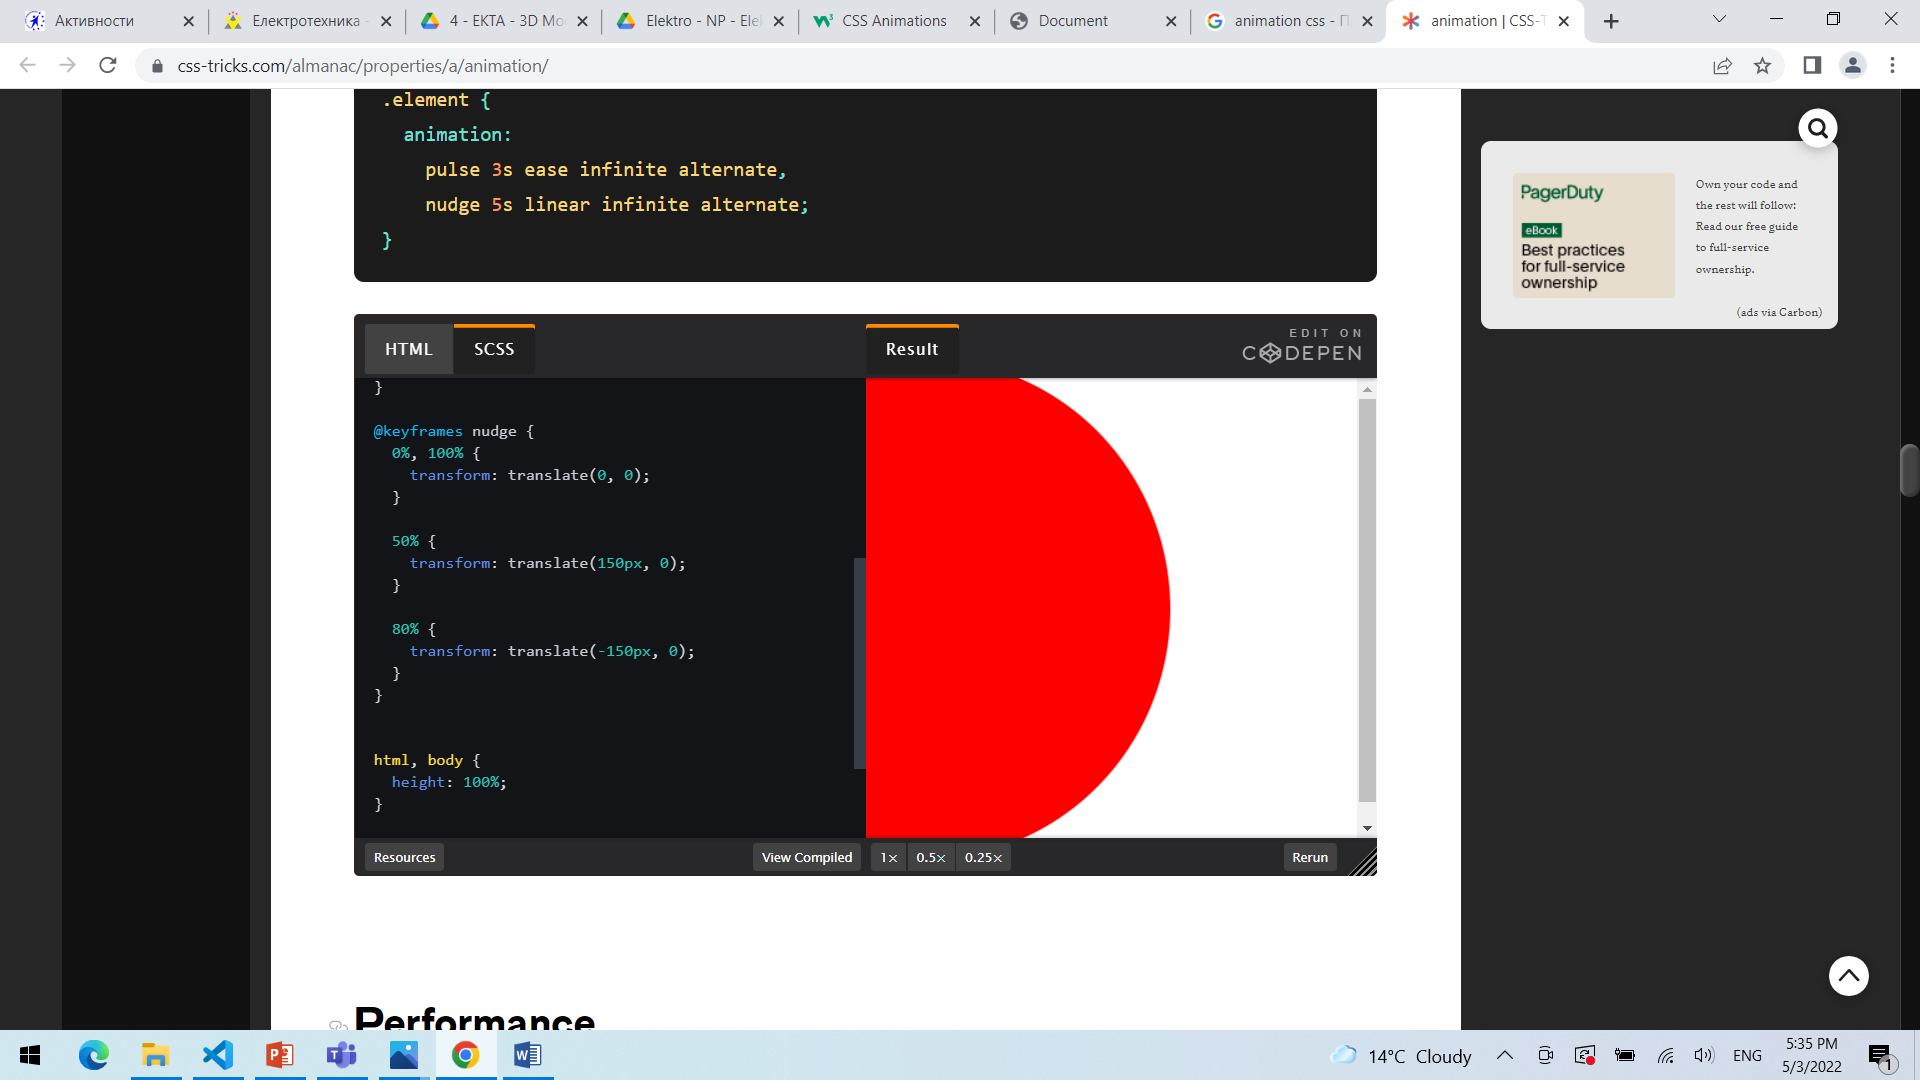 Активности
Електротехника -
4 - EKTA - 3D Mo
Elektro - NP - Ele
CSS Animations
Document
animation css - П
animation | CSS-T
css-tricks.com/almanac/properties/a/animation/
.element {
animation:
pulse 3s ease infinite alternate,
nudge 5s linear infinite alternate;
}
PagerDuty
eBook
Best practices
for full-service
ownership
Own your code and
the rest will follow:
Read our free guide
to full-service
ownership.
(ads via Carbon)
HTML
SCSS
Result
EDIT ON
CODEPEN
}
@keyframes nudge {
0%, 100% {
transform: translate(0, 0);
}
50% {
transform: translate(150px, 0);
}
80% {
transform: translate(-150px, 0);
}
}
html, body {
height: 100%;
}
Resources
View Compiled
1×
0.5×
0.25×
Rerun
Performance
14°C Cloudy
ENG
5:35 PM
5/3/2022
1